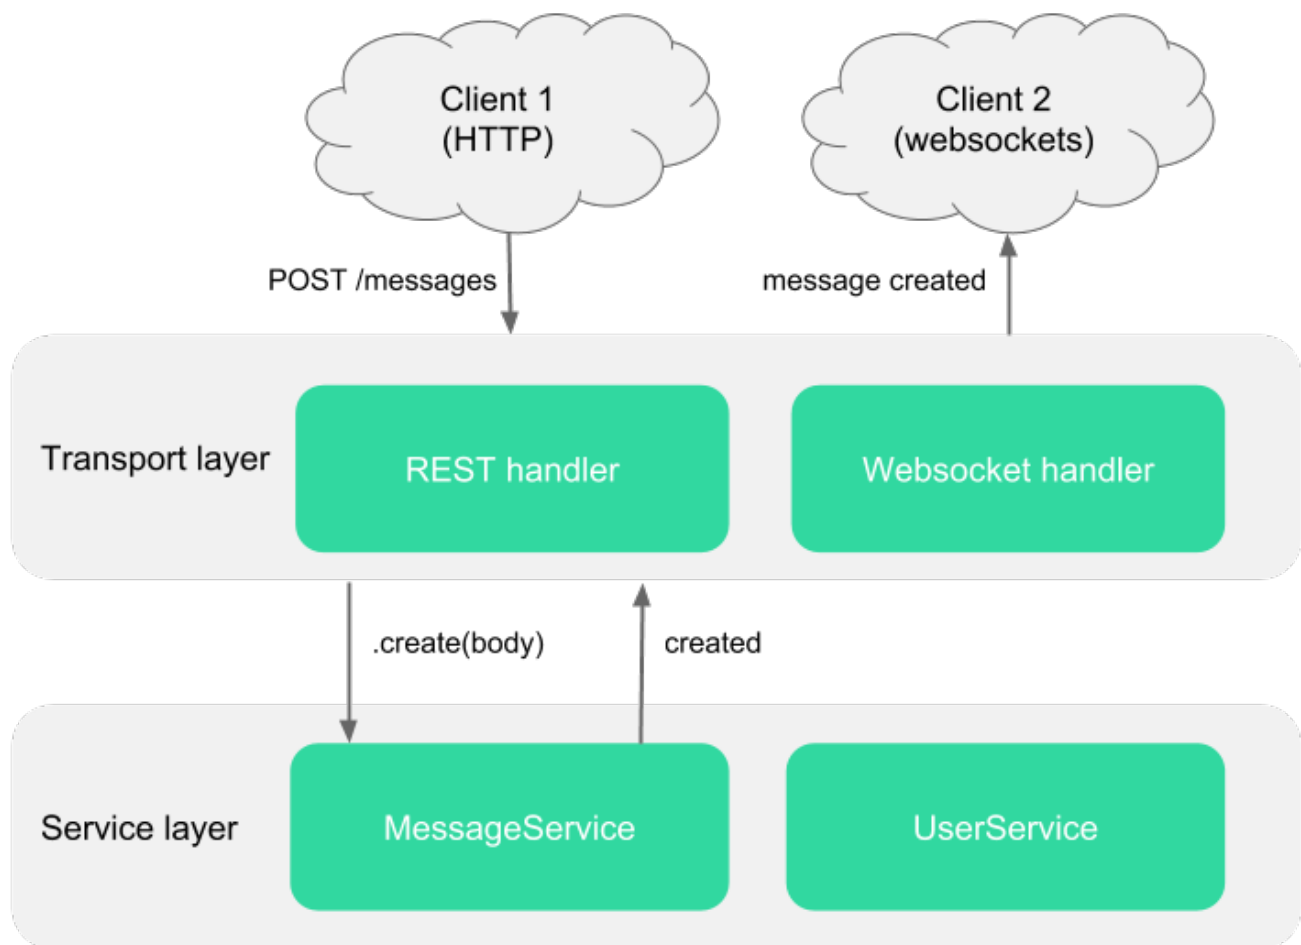 Client 1
(HTTP)
Client 2
(websockets)
POST /messages
message created
Transport layer
REST handler
Websocket handler
.create(body)
created
Service layer
MessageService
UserService